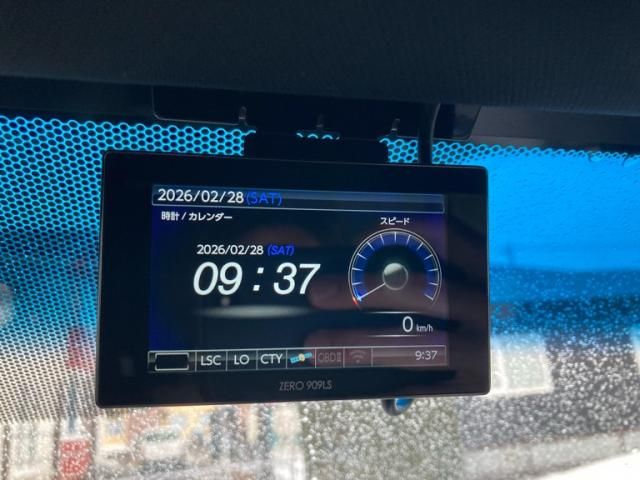 2026/02/28(SAT)
時計/カレンダー
スピード
2026/02/28 (SAT)
09:37
0 km/h
LSC LO CTY OBDⅡ 9:37
ZERO 909LS